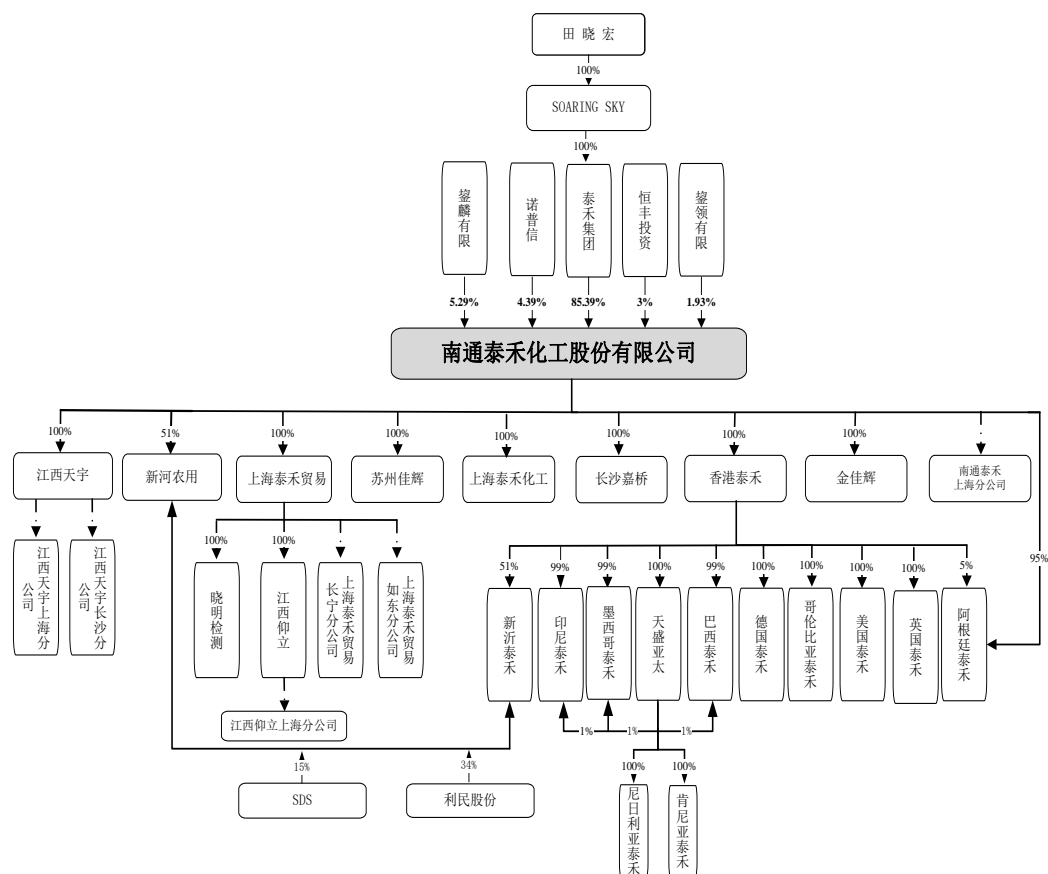 田 晓 宏
100%
SOARING SKY
100%
鋆麟有限
诺普信
泰禾集团
恒丰投资
鋆领有限
5.29%
4.39%
85.39%
3%
1.93%
南通泰禾化工股份有限公司
100%
51%
100%
100%
100%
100%
100%
100%
江西天宇
新河农用
上海泰禾贸易
苏州佳辉
上海泰禾化工
长沙嘉桥
香港泰禾
金佳辉
南通泰禾
上海分公司
江西天宇上海分
公司
江西天宇长沙分
公司
100%
100%
晓明检测
江西仰立
上海泰禾贸易
长宁分公司
上海泰禾贸易
如东分公司
江西仰立上海分公司
51%
99%
99%
100%
99%
100%
100%
100%
100%
5%
95%
新沂泰禾
印尼泰禾
墨西哥泰禾
天盛亚太
巴西泰禾
德国泰禾
哥伦比亚泰禾
美国泰禾
英国泰禾
阿根廷泰禾
1%
1%
1%
15%
34%
SDS
利民股份
100%
100%
尼日利亚泰禾
肯尼亚泰禾